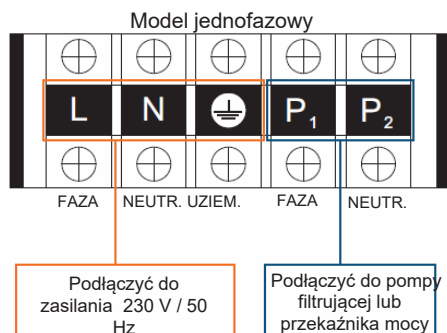 Model jednofazowy
L N P1 P2
FAZA NEUTR. UZIEM. FAZA NEUTR.
Podłączyć do
zasilania 230 V / 50
Hz
Podłączyć do pompy
filtrującej lub
przekaźnika mocy